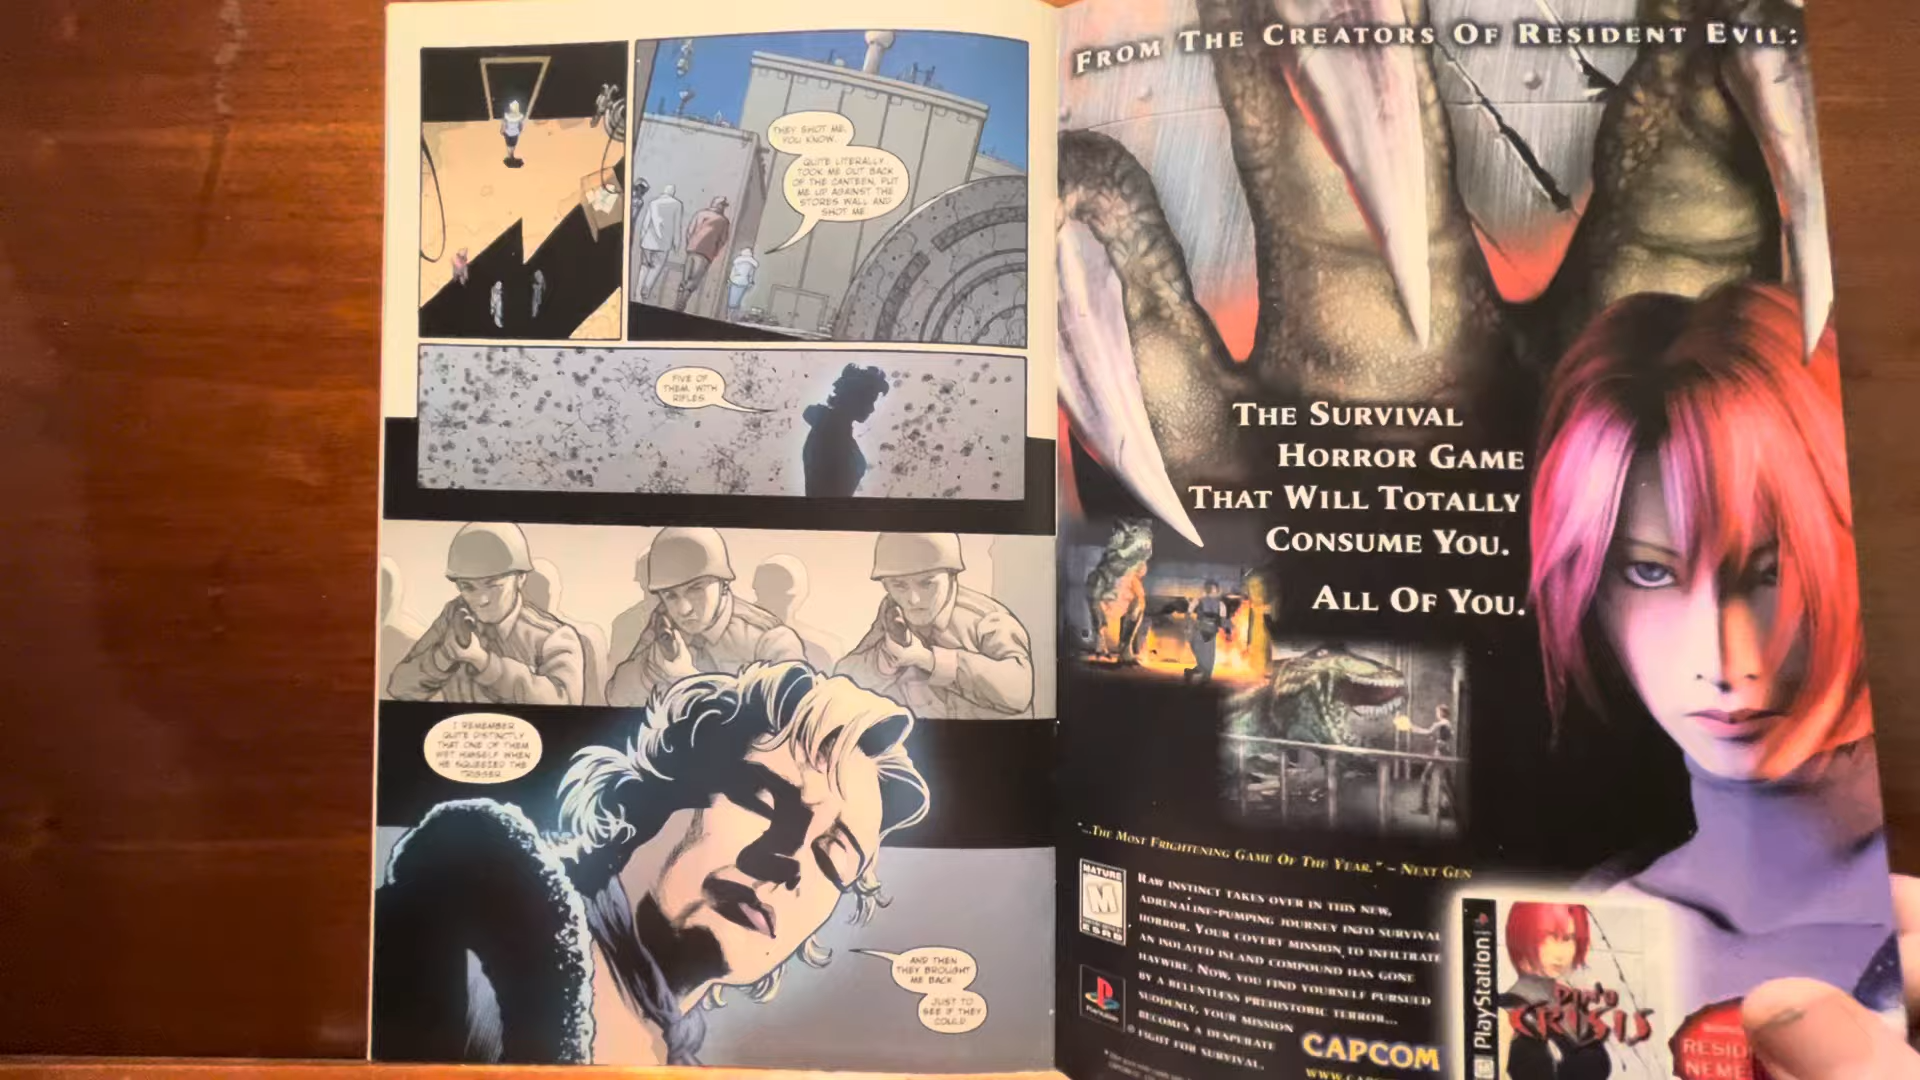 THEY SHOT ME,
YOU KNOW.
QUITE LITERALLY
TOOK ME OUT BACK
OF THE CANTEEN, PUT
ME UP AGAINST THE
STORES WALL AND
SHOT ME.
FIVE OF
THEM, WITH
RIFLES.
I REMEMBER
QUITE DISTINCTLY
THAT ONE OF THEM
WET HIMSELF WHEN
HE SQUEEZED THE
TRIGGER.
AND THEN
THEY BROUGHT
ME BACK.
JUST TO
SEE IF THEY
COULD.
FROM THE CREATORS OF RESIDENT EVIL:
THE SURVIVAL
HORROR GAME
THAT WILL TOTALLY
CONSUME YOU.
ALL OF YOU.
"...THE MOST FRIGHTENING GAME OF THE YEAR." – NEXT GEN
MATURE
M
ESRB
RAW INSTINCT TAKES OVER IN THIS NEW,
ADRENALINE-PUMPING JOURNEY INTO SURVIVAL
HORROR. YOUR COVERT MISSION TO INFILTRATE
AN ISOLATED ISLAND COMPOUND HAS GONE
HAYWIRE. NOW, YOU FIND YOURSELF PURSUED
BY A RELENTLESS PREHISTORIC TERROR...
SUDDENLY, YOUR MISSION
BECOMES A DESPERATE
FIGHT FOR SURVIVAL.
PlayStation
CAPCOM
PlayStation
DINO
CRISIS
RESID
NEME